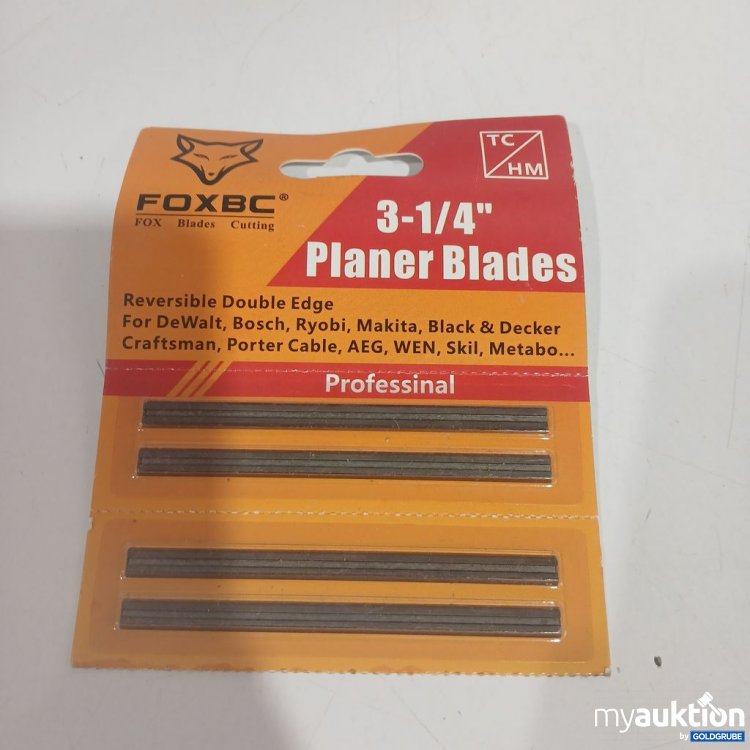 FOXBC®
FOX Blades Cutting
TC
HM
3-1/4"
Planer Blades
Reversible Double Edge
For DeWalt, Bosch, Ryobi, Makita, Black & Decker
Craftsman, Porter Cable, AEG, WEN, Skil, Metabo...
Professinal
myauktion
by GOLDGRUBE